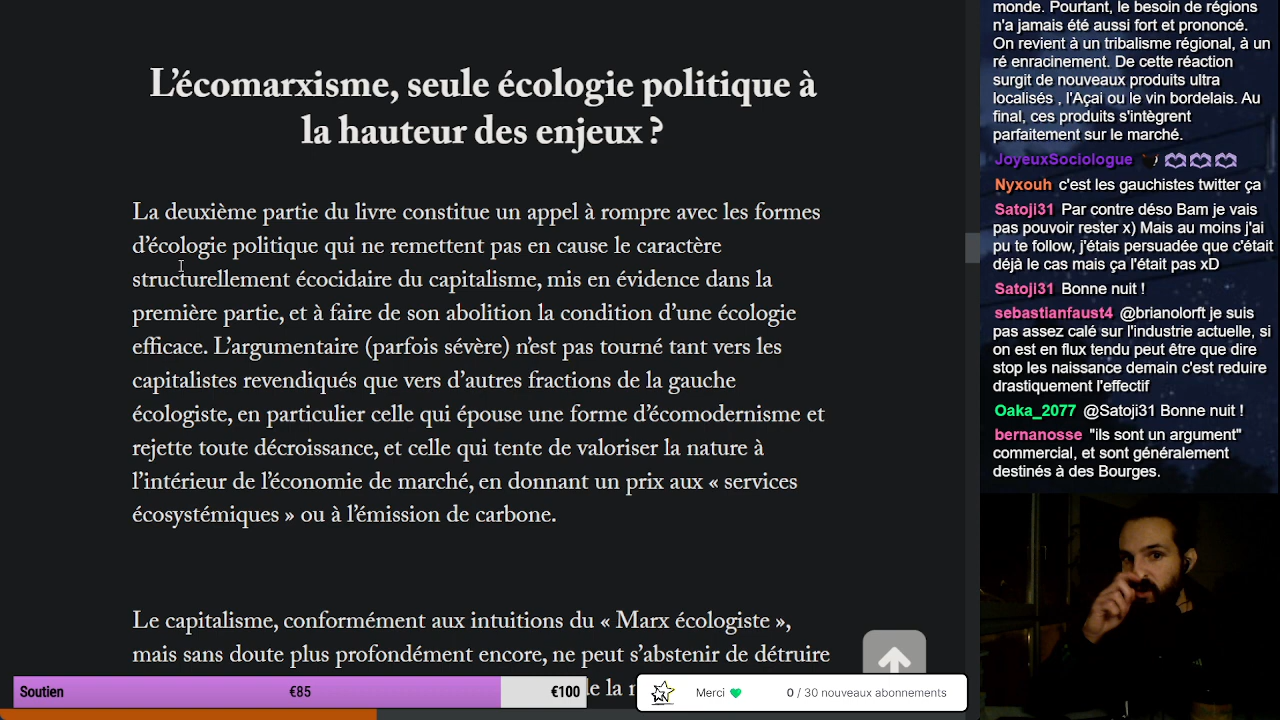 L'écomarxisme, seule écologie politique à
la hauteur des enjeux ?
La deuxième partie du livre constitue un appel à rompre avec les formes
d'écologie politique qui ne remettent pas en cause le caractère
structurellement écocidaire du capitalisme, mis en évidence dans la
première partie, et à faire de son abolition la condition d'une écologie
efficace. L'argumentaire (parfois sévère) n'est pas tourné tant vers les
capitalistes revendiqués que vers d'autres fractions de la gauche
écologiste, en particulier celle qui épouse une forme d'écomodernisme et
rejette toute décroissance, et celle qui tente de valoriser la nature à
l'intérieur de l'économie de marché, en donnant un prix aux « services
écosystémiques » ou à l'émission de carbone.
Le capitalisme, conformément aux intuitions du « Marx écologiste »,
mais sans doute plus profondément encore, ne peut s'abstenir de détruire
de la
Soutien €85 €100
Merci 0 / 30 nouveaux abonnements
monde. Pourtant, le besoin de régions
n'a jamais été aussi fort et prononcé.
On revient à un tribalisme régional, à un
ré enracinement. De cette réaction
surgit de nouveaux produits ultra
localisés , l'Açai ou le vin bordelais. Au
final, ces produits s'intègrent
parfaitement sur le marché.
JoyeuxSociologue
Nyxouh c'est les gauchistes twitter ça
Satoji31 Par contre déso Bam je vais
pas pouvoir rester x) Mais au moins j'ai
pu te follow, j'étais persuadée que c'était
déjà le cas mais ça l'était pas xD
Satoji31 Bonne nuit !
sebastianfaust4 @brianolorft je suis
pas assez calé sur l'industrie actuelle, si
on est en flux tendu peut être que dire
stop les naissance demain c'est reduire
drastiquement l'effectif
Oaka_2077 @Satoji31 Bonne nuit !
bernanosse "ils sont un argument"
commercial, et sont généralement
destinés à des Bourges.